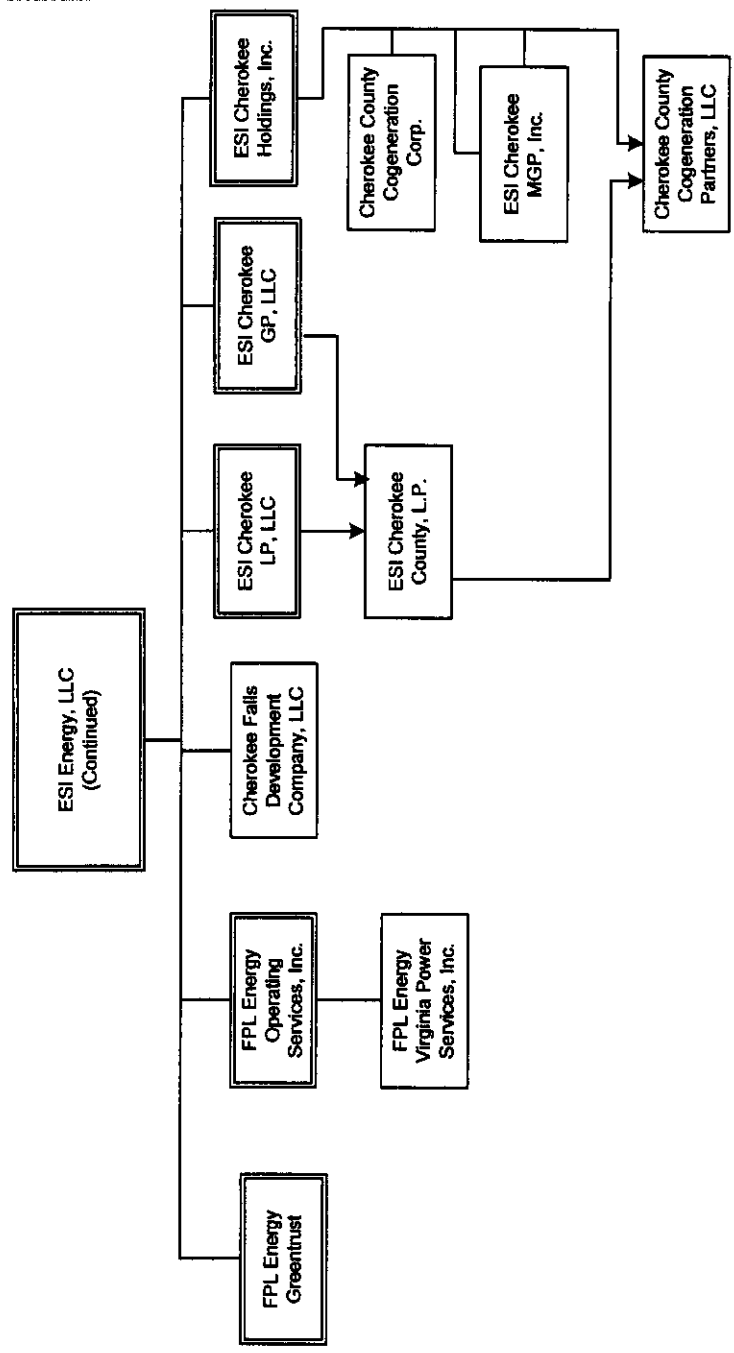 ESI Energy, LLC
(Continued)
FPL Energy
Greentrust
FPL Energy
Operating
Services, Inc.
Cherokee Falls
Development
Company, LLC
ESI Cherokee
LP, LLC
ESI Cherokee
GP, LLC
ESI Cherokee
Holdings, Inc.
FPL Energy
Virginia Power
Services, Inc.
ESI Cherokee
County, L.P.
Cherokee County
Cogeneration
Corp.
ESI Cherokee
MGP, Inc.
Cherokee County
Cogeneration
Partners, LLC